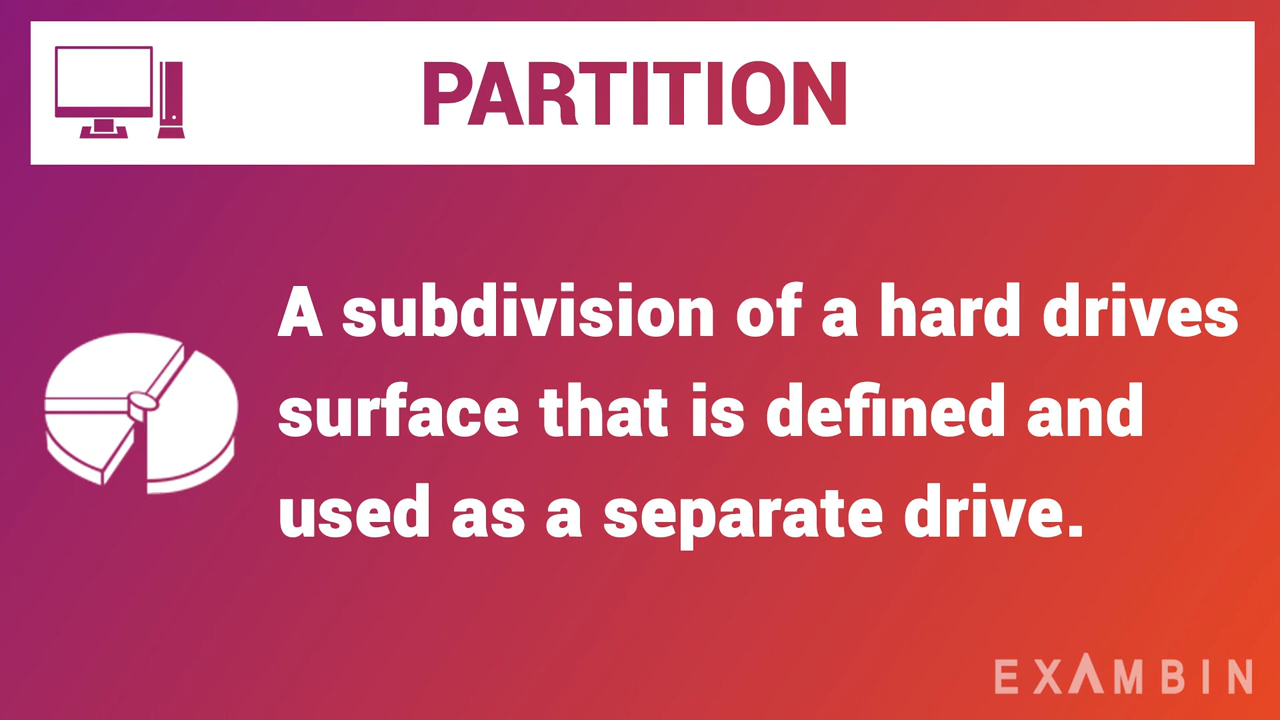 PARTITION
A subdivision of a hard drives
surface that is defined and
used as a separate drive.
EXAMBIN